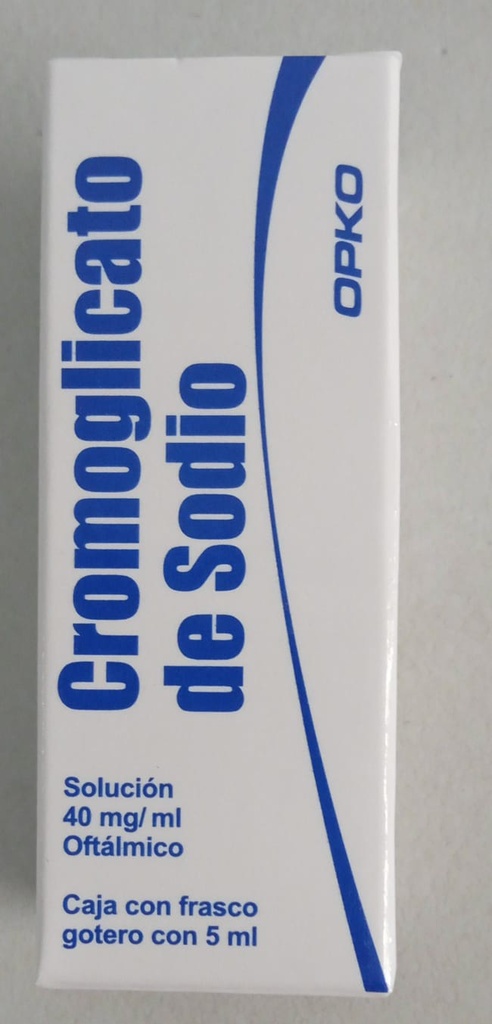 Cromoglicato
de Sodio
OPKO
Solución
40 mg/ ml
Oftálmico
Caja con frasco
gotero con 5 ml